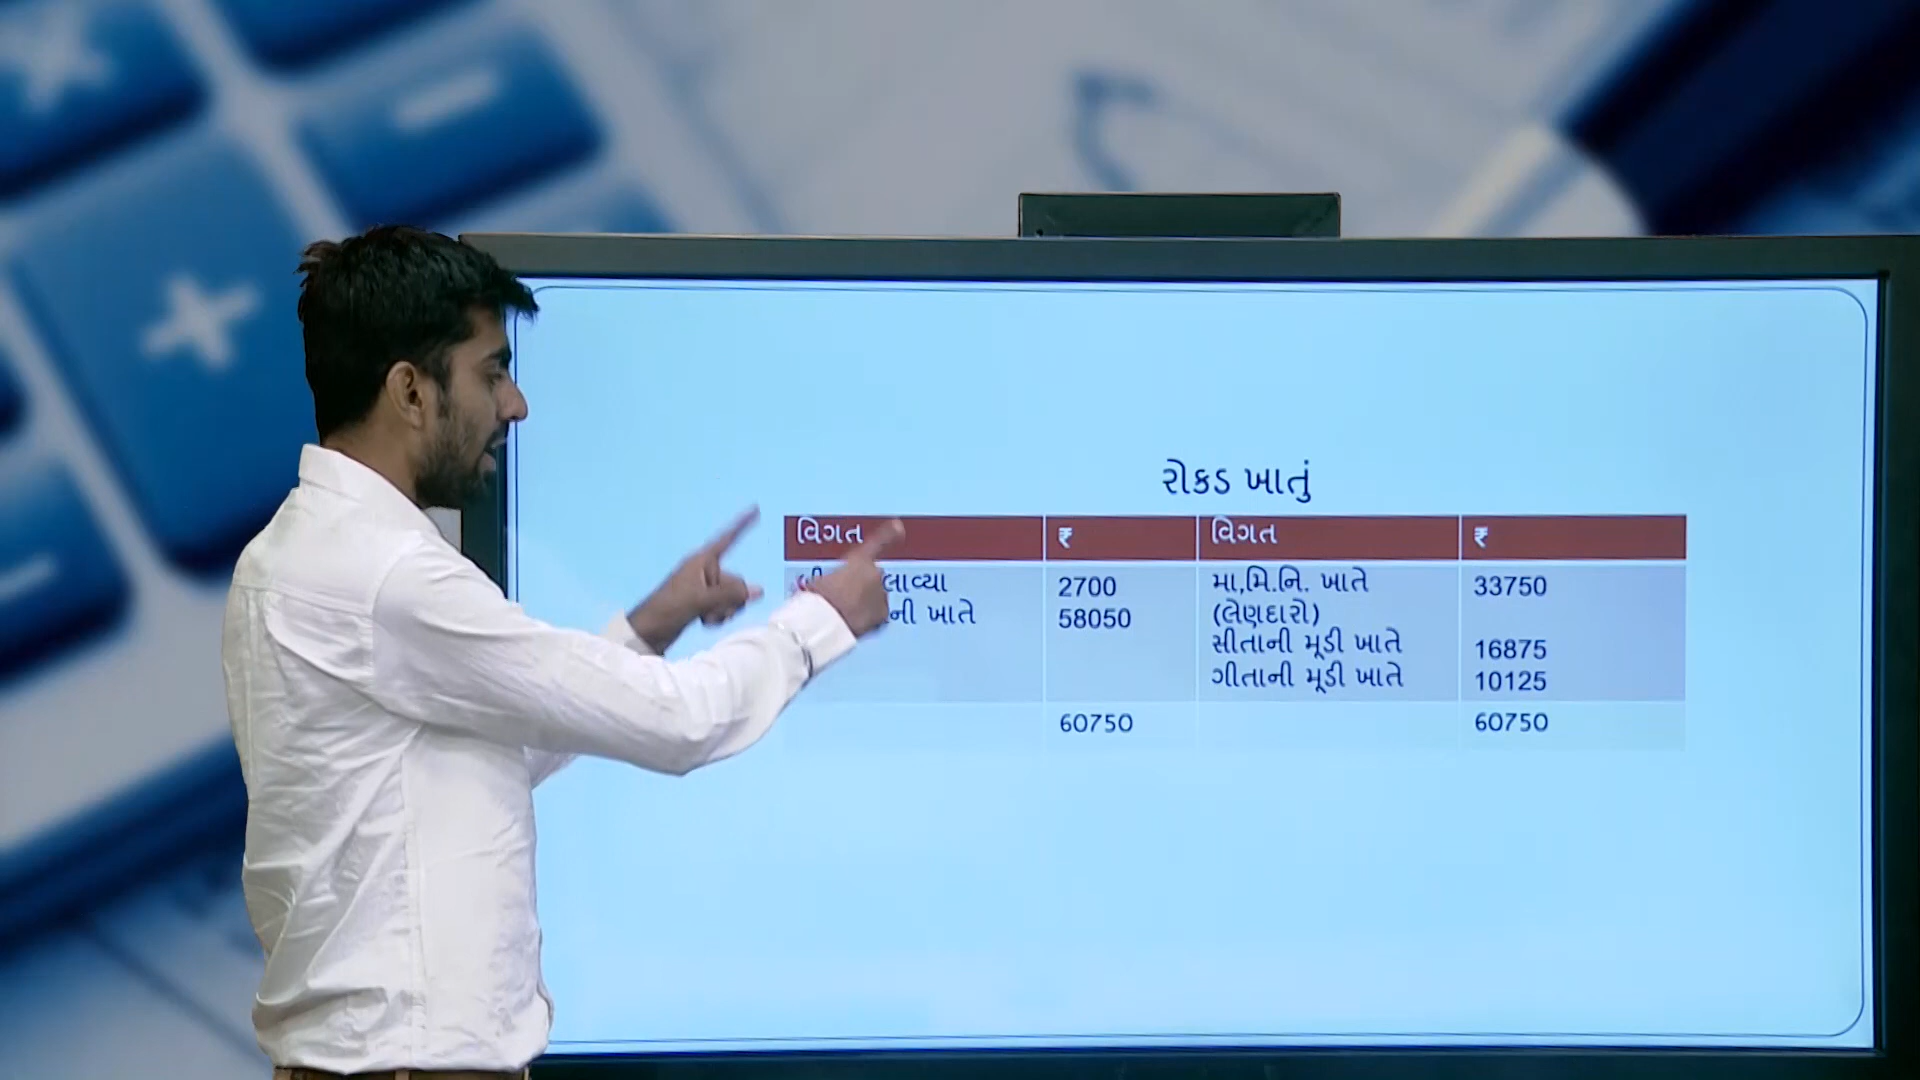 રોકડ ખાતું
વિગત ₹ વિગત ₹
લાવ્યા 2700 મા,મિ.નિ. ખાતે 33750
ની ખાતે 58050 (લેણદારો)
સીતાની મૂડી ખાતે 16875
ગીતાની મૂડી ખાતે 10125
60750 60750